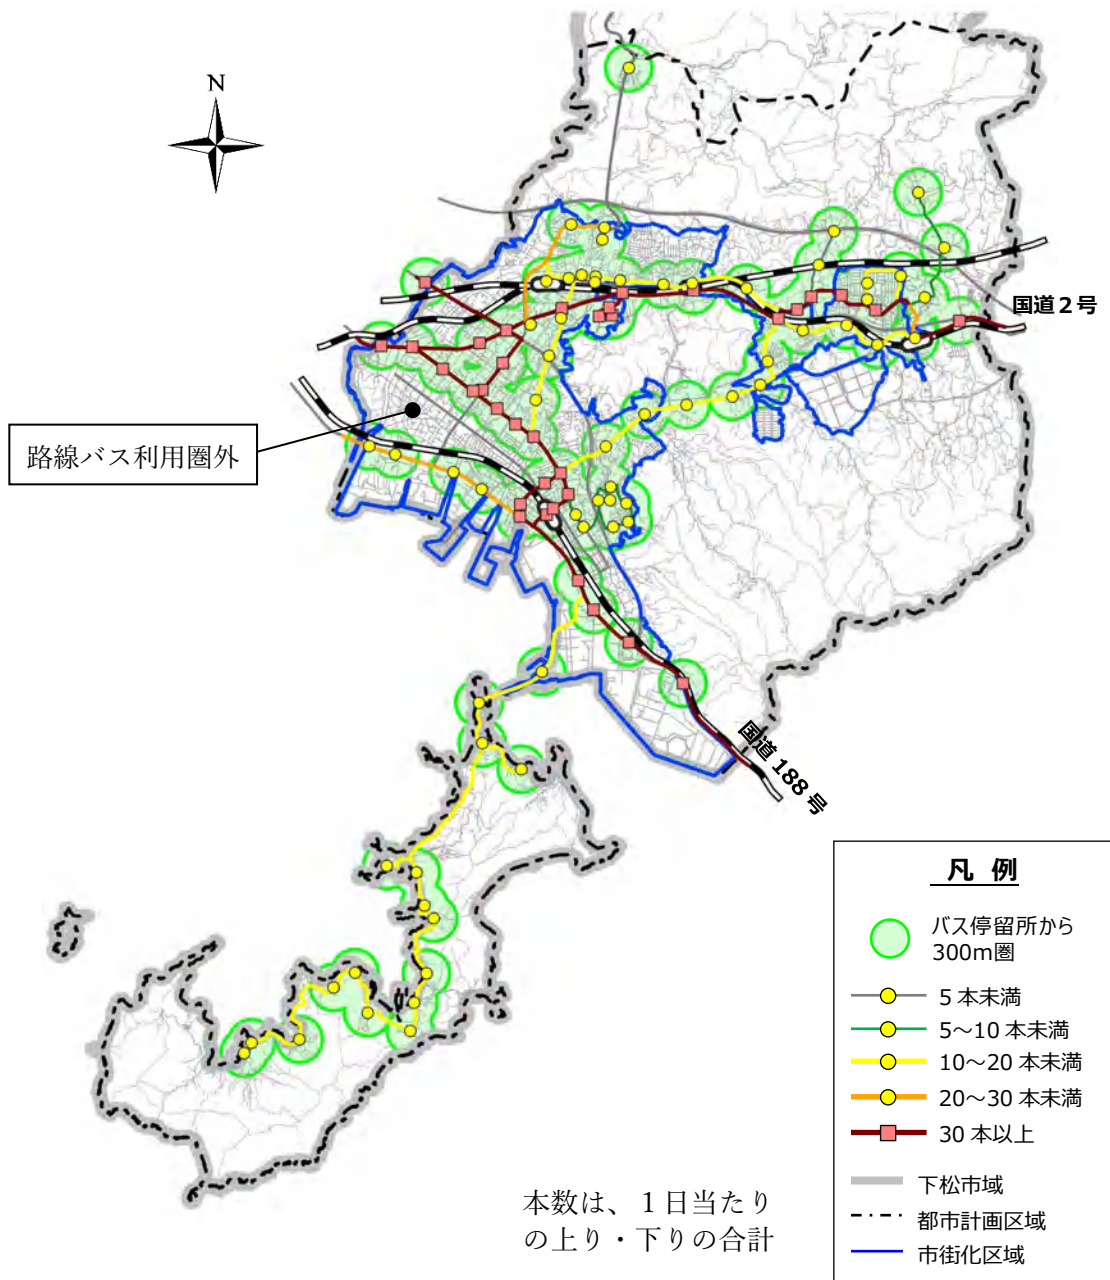 N
国道２号
路線バス利用圏外
国道 188 号
凡 例
バス停留所から
300m圏
5 本未満
5～10 本未満
10～20 本未満
20～30 本未満
30 本以上
下松市域
都市計画区域
市街化区域
本数は、１日当たり
の上り・下りの合計